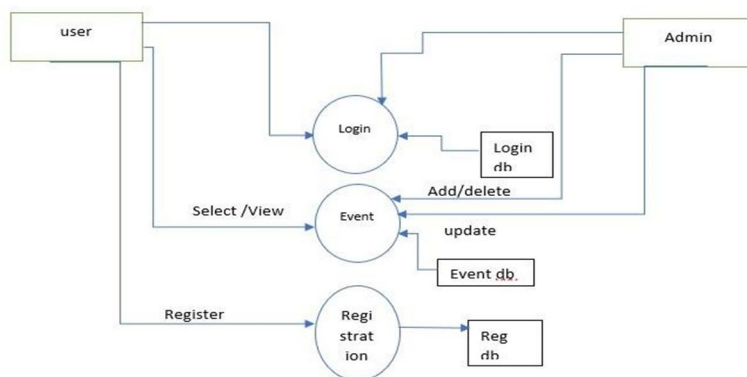 user
Admin
Login
Login
db
Add/delete
Select /View
Event
update
Event db.
Register
Regi
strat
ion
Reg
db